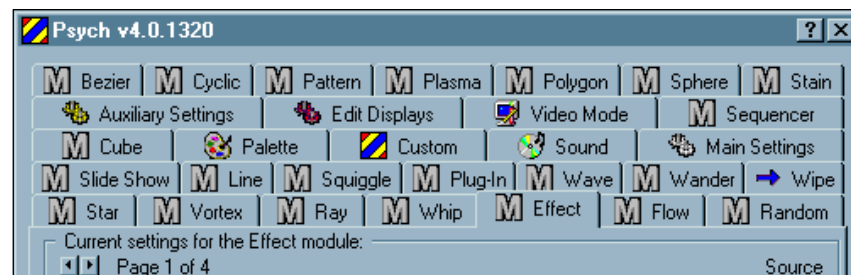 Psych v4.0.1320
Bezier Cyclic Pattern Plasma Polygon Sphere Stain
Auxiliary Settings Edit Displays Video Mode Sequencer
Cube Palette Custom Sound Main Settings
Slide Show Line Squiggle Plug-In Wave Wander Wipe
Star Vortex Ray Whip Effect Flow Random
Current settings for the Effect module:
Page 1 of 4 Source